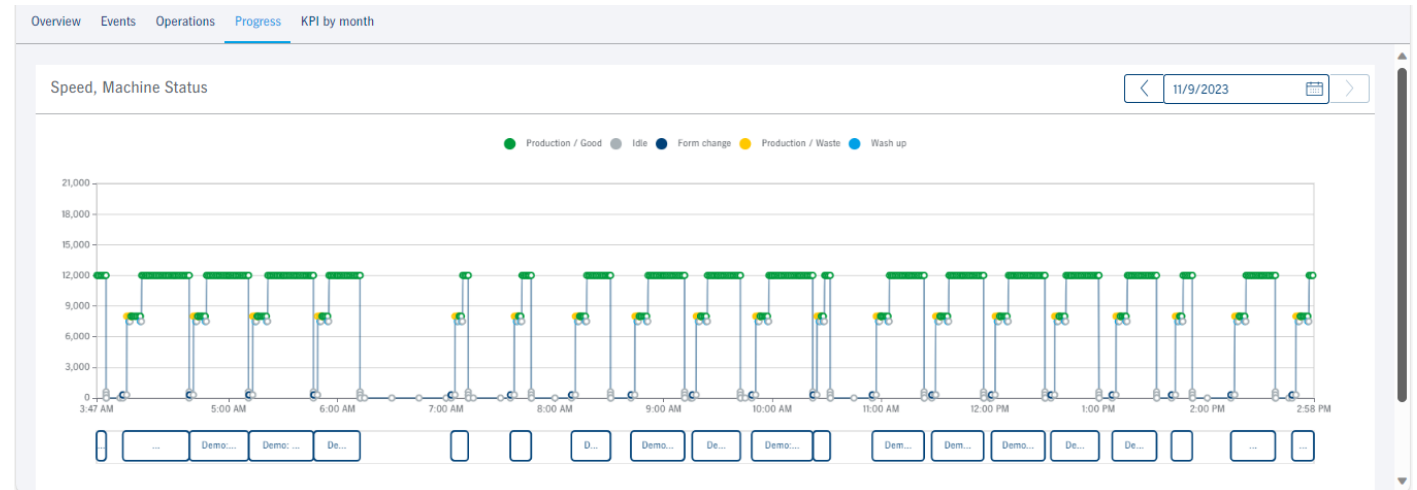 Overview Events Operations Progress KPI by month
Speed, Machine Status
11/9/2023
Production / Good Idle Form change Production / Waste Wash up
21,000
18,000
15,000
12,000
9,000
6,000
3,000
0
3:47 AM 5:00 AM 6:00 AM 7:00 AM 8:00 AM 9:00 AM 10:00 AM 11:00 AM 12:00 PM 1:00 PM 2:00 PM 2:58 PM
... ... Demo:... Demo: ... De... D... Demo... De... Demo:... Dem... Dem... Demo... De... De... ... ...